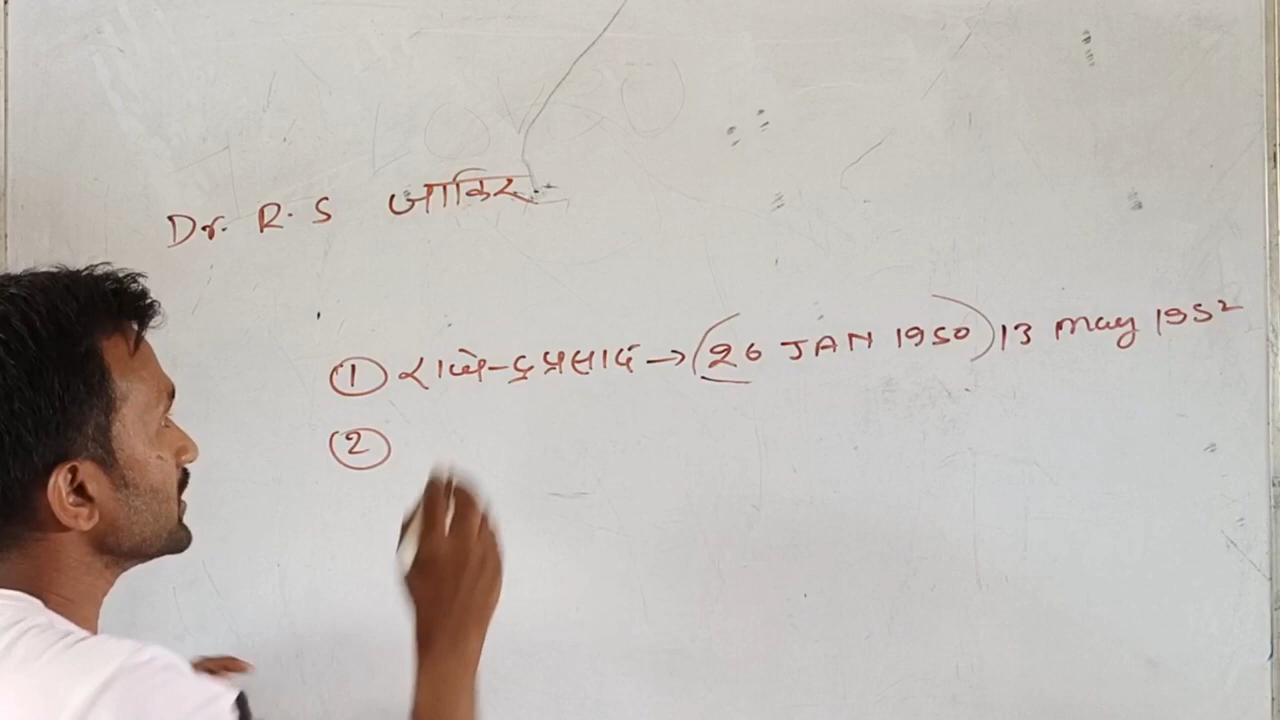 Dr. R. S जाकिर
① राजेन्द्र प्रसाद → (26 JAN 1950) 13 May 1952
②